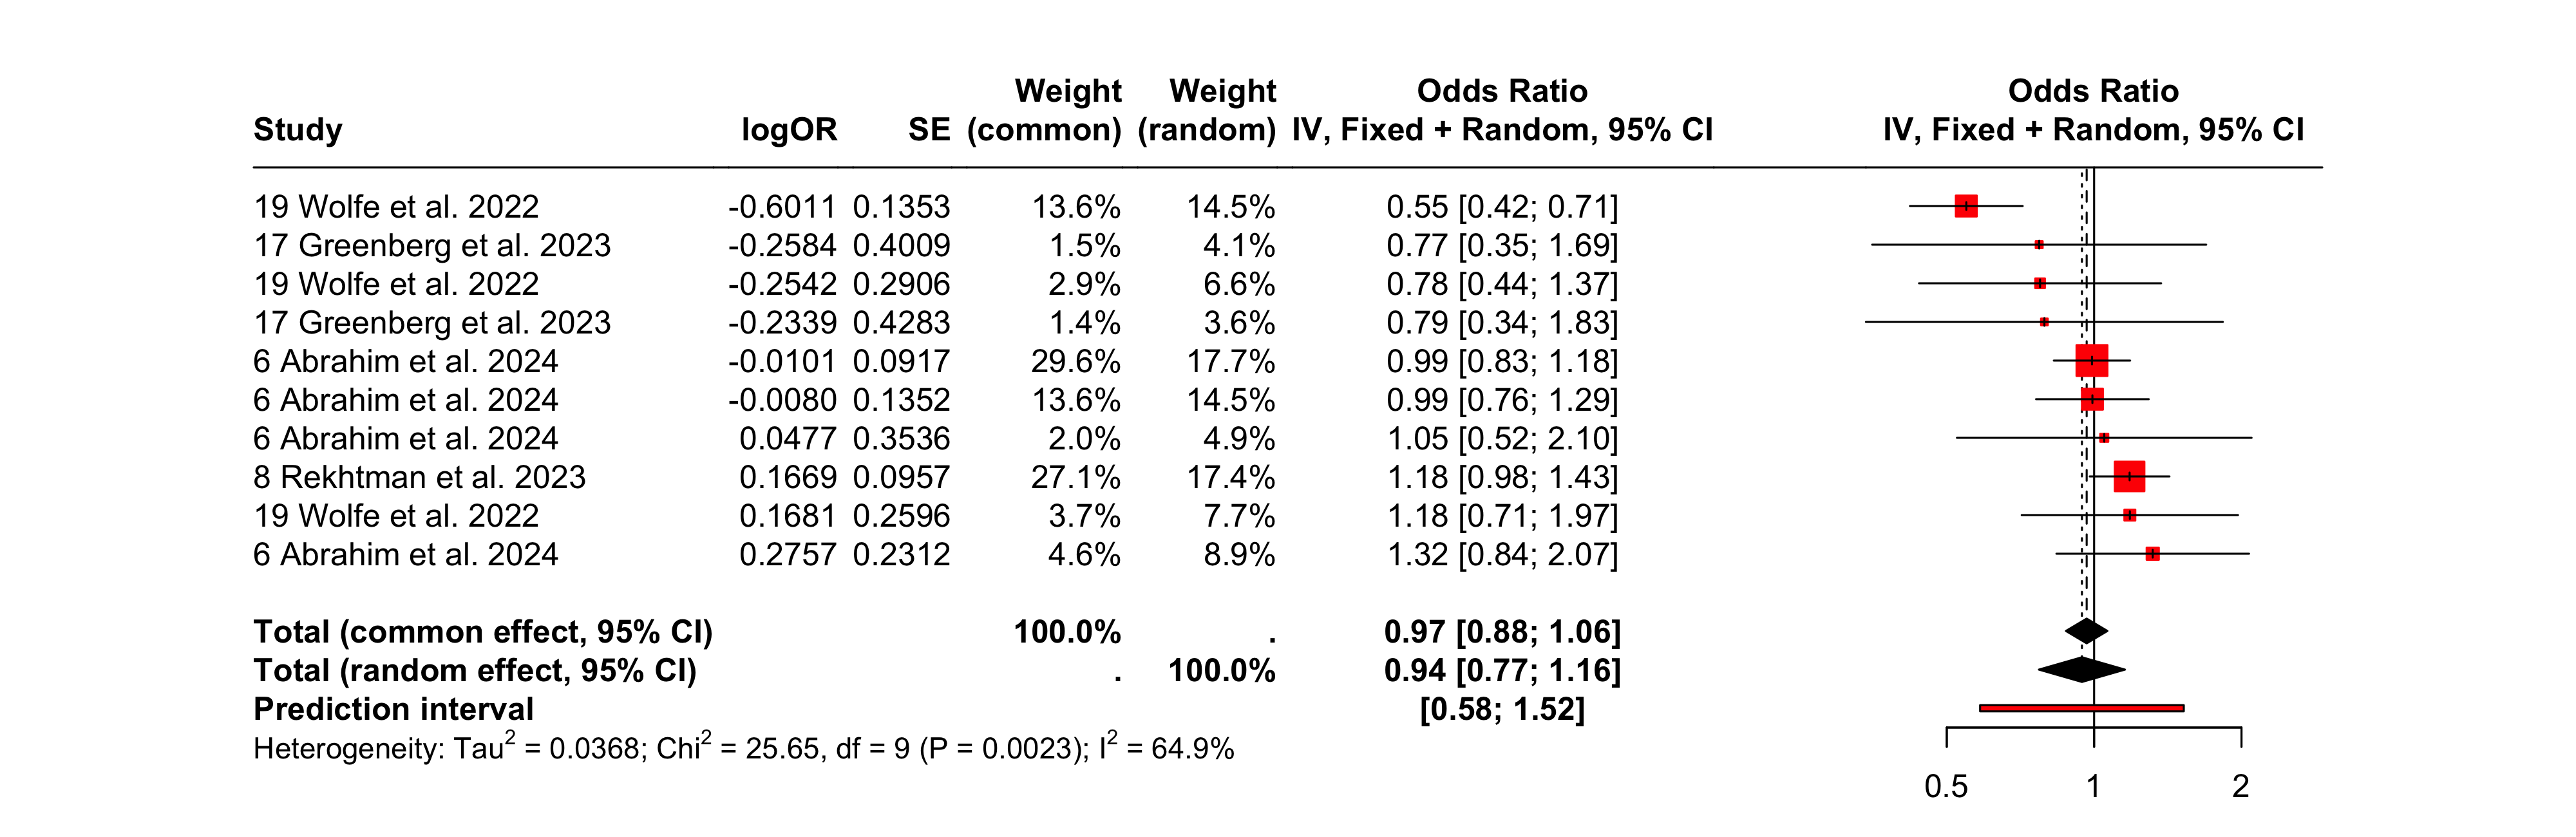 Weight Weight Odds Ratio Odds Ratio
Study logOR SE (common) (random) IV, Fixed + Random, 95% CI IV, Fixed + Random, 95% CI
19 Wolfe et al. 2022 -0.6011 0.1353 13.6% 14.5% 0.55 [0.42; 0.71]
17 Greenberg et al. 2023 -0.2584 0.4009 1.5% 4.1% 0.77 [0.35; 1.69]
19 Wolfe et al. 2022 -0.2542 0.2906 2.9% 6.6% 0.78 [0.44; 1.37]
17 Greenberg et al. 2023 -0.2339 0.4283 1.4% 3.6% 0.79 [0.34; 1.83]
6 Abrahim et al. 2024 -0.0101 0.0917 29.6% 17.7% 0.99 [0.83; 1.18]
6 Abrahim et al. 2024 -0.0080 0.1352 13.6% 14.5% 0.99 [0.76; 1.29]
6 Abrahim et al. 2024 0.0477 0.3536 2.0% 4.9% 1.05 [0.52; 2.10]
8 Rekhtman et al. 2023 0.1669 0.0957 27.1% 17.4% 1.18 [0.98; 1.43]
19 Wolfe et al. 2022 0.1681 0.2596 3.7% 7.7% 1.18 [0.71; 1.97]
6 Abrahim et al. 2024 0.2757 0.2312 4.6% 8.9% 1.32 [0.84; 2.07]
Total (common effect, 95% CI) 100.0% . 0.97 [0.88; 1.06]
Total (random effect, 95% CI) . 100.0% 0.94 [0.77; 1.16]
Prediction interval [0.58; 1.52]
Heterogeneity: Tau² = 0.0368; Chi² = 25.65, df = 9 (P = 0.0023); I² = 64.9%
0.5 1 2